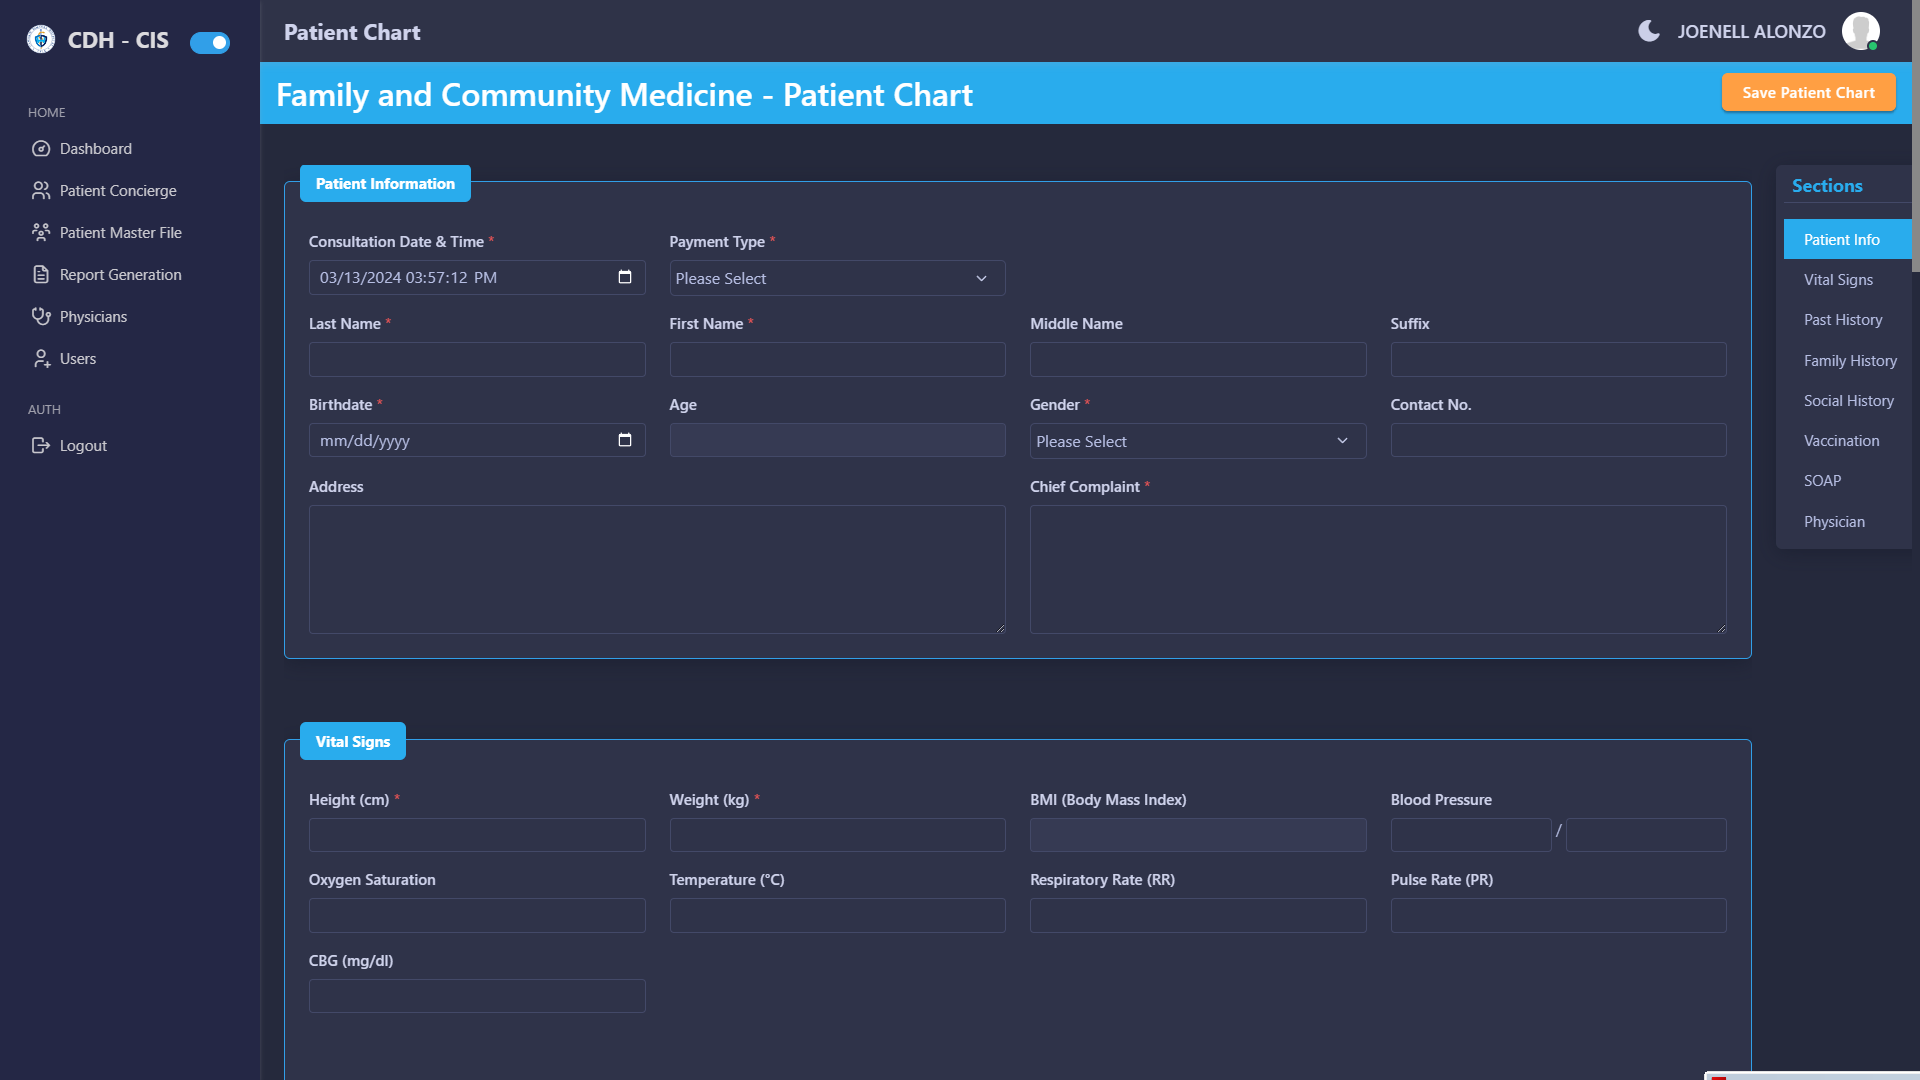 CDH - CIS
HOME
Dashboard
Patient Concierge
Patient Master File
Report Generation
Physicians
Users
AUTH
Logout
Patient Chart
JOENELL ALONZO
Family and Community Medicine - Patient Chart
Save Patient Chart
Patient Information
Consultation Date & Time *
Payment Type *
03/13/2024 03:57:12 PM
Please Select
Last Name *
First Name *
Middle Name
Suffix
Birthdate *
Age
Gender *
Contact No.
mm/dd/yyyy
Please Select
Address
Chief Complaint *
Vital Signs
Height (cm) *
Weight (kg) *
BMI (Body Mass Index)
Blood Pressure
/
Oxygen Saturation
Temperature (°C)
Respiratory Rate (RR)
Pulse Rate (PR)
CBG (mg/dl)
Sections
Patient Info
Vital Signs
Past History
Family History
Social History
Vaccination
SOAP
Physician